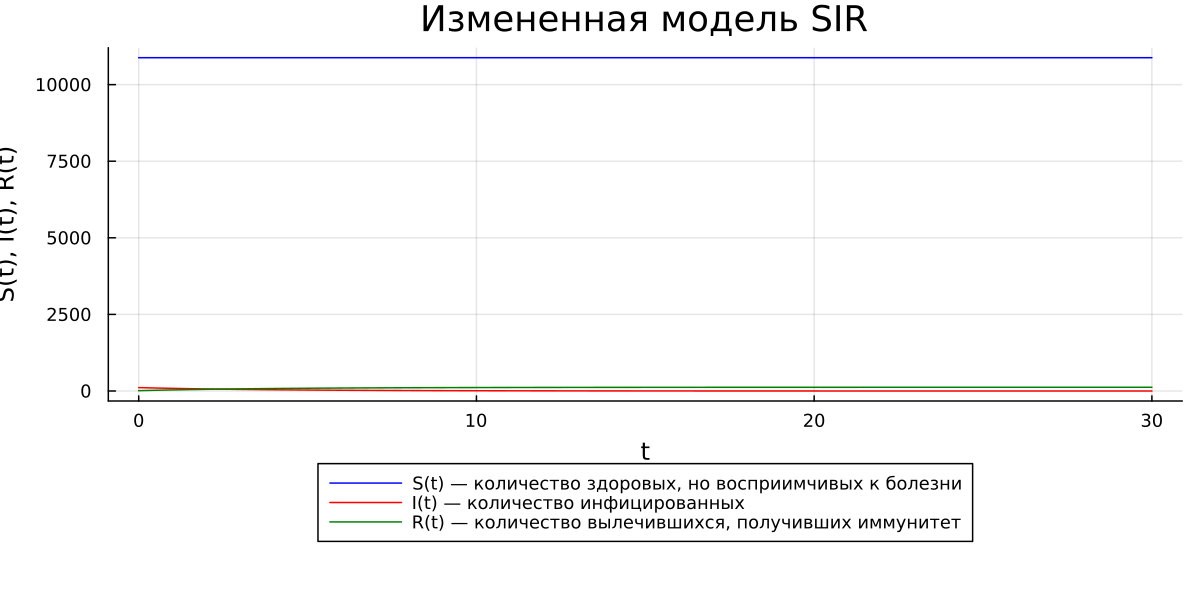 Измененная модель SIR
S(t), I(t), R(t)
10000
7500
5000
2500
0
0 10 20 30
t
S(t) — количество здоровых, но восприимчивых к болезни
I(t) — количество инфицированных
R(t) — количество вылечившихся, получивших иммунитет